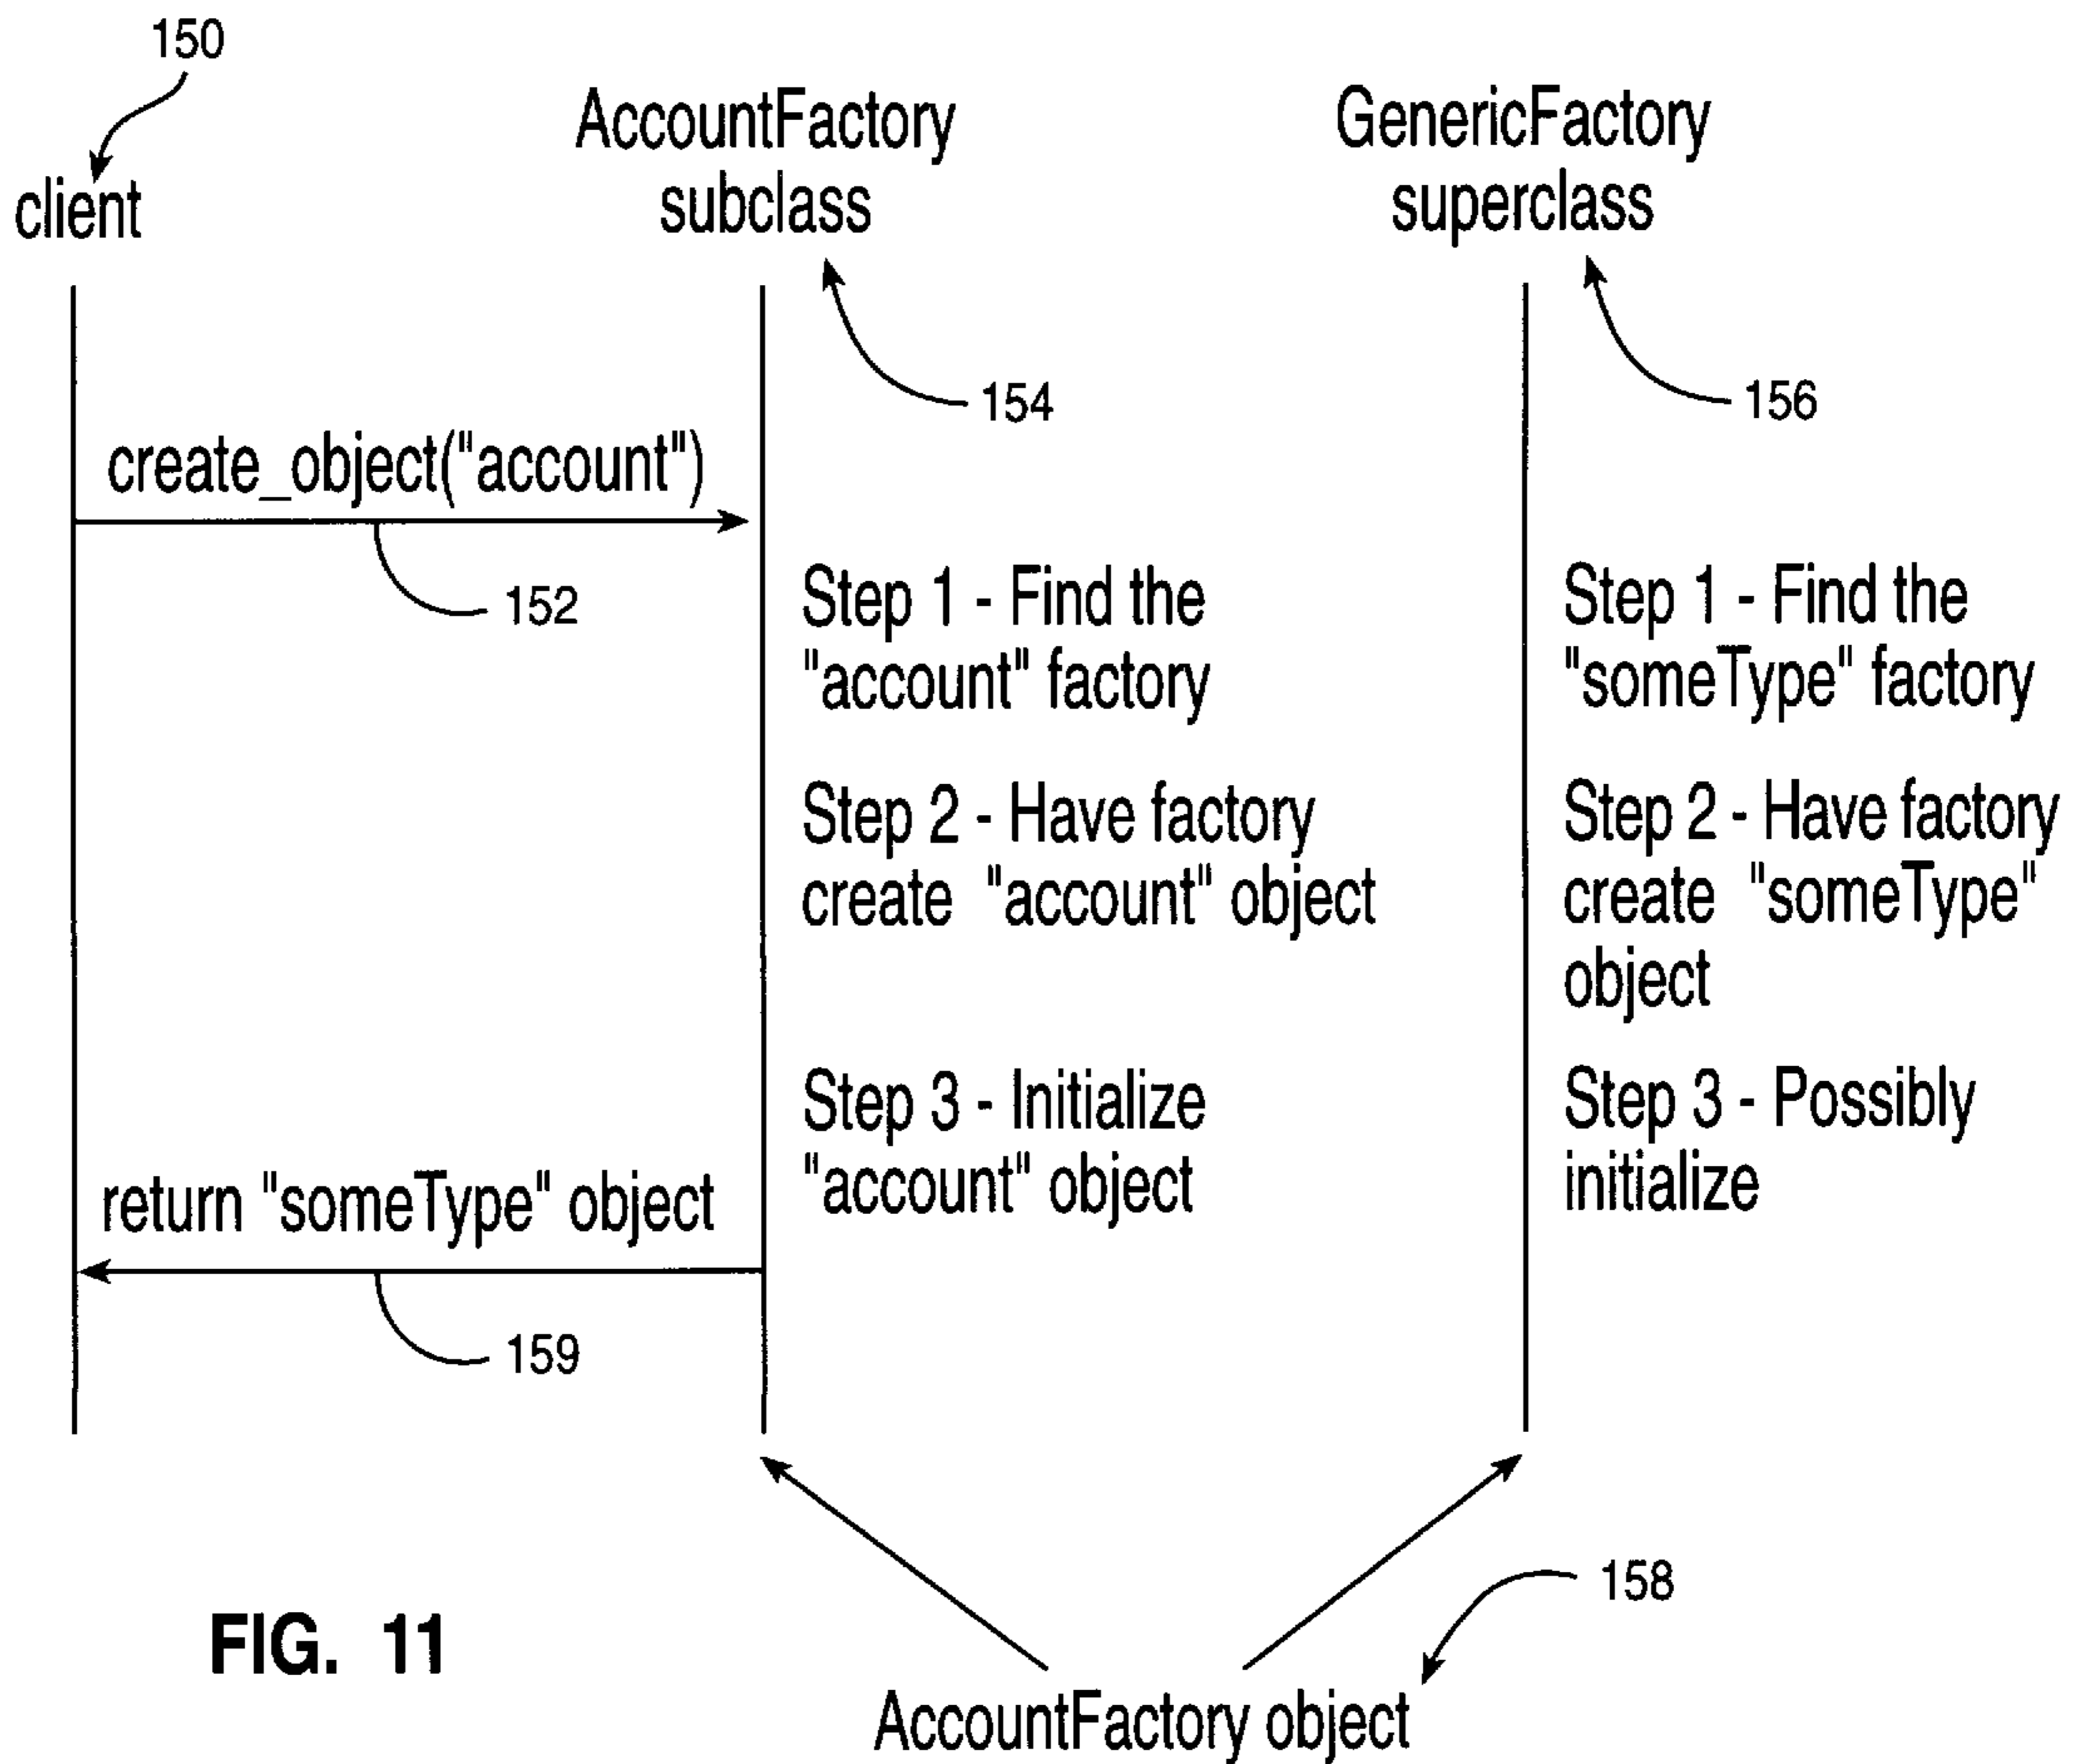 150
client
AccountFactory
subclass
GenericFactory
superclass
154
156
create_object("account")
152
Step 1 - Find the
"account" factory
Step 2 - Have factory
create "account" object
Step 3 - Initialize
"account" object
Step 1 - Find the
"someType" factory
Step 2 - Have factory
create "someType"
object
Step 3 - Possibly
initialize
return "someType" object
159
158
AccountFactory object
FIG. 11